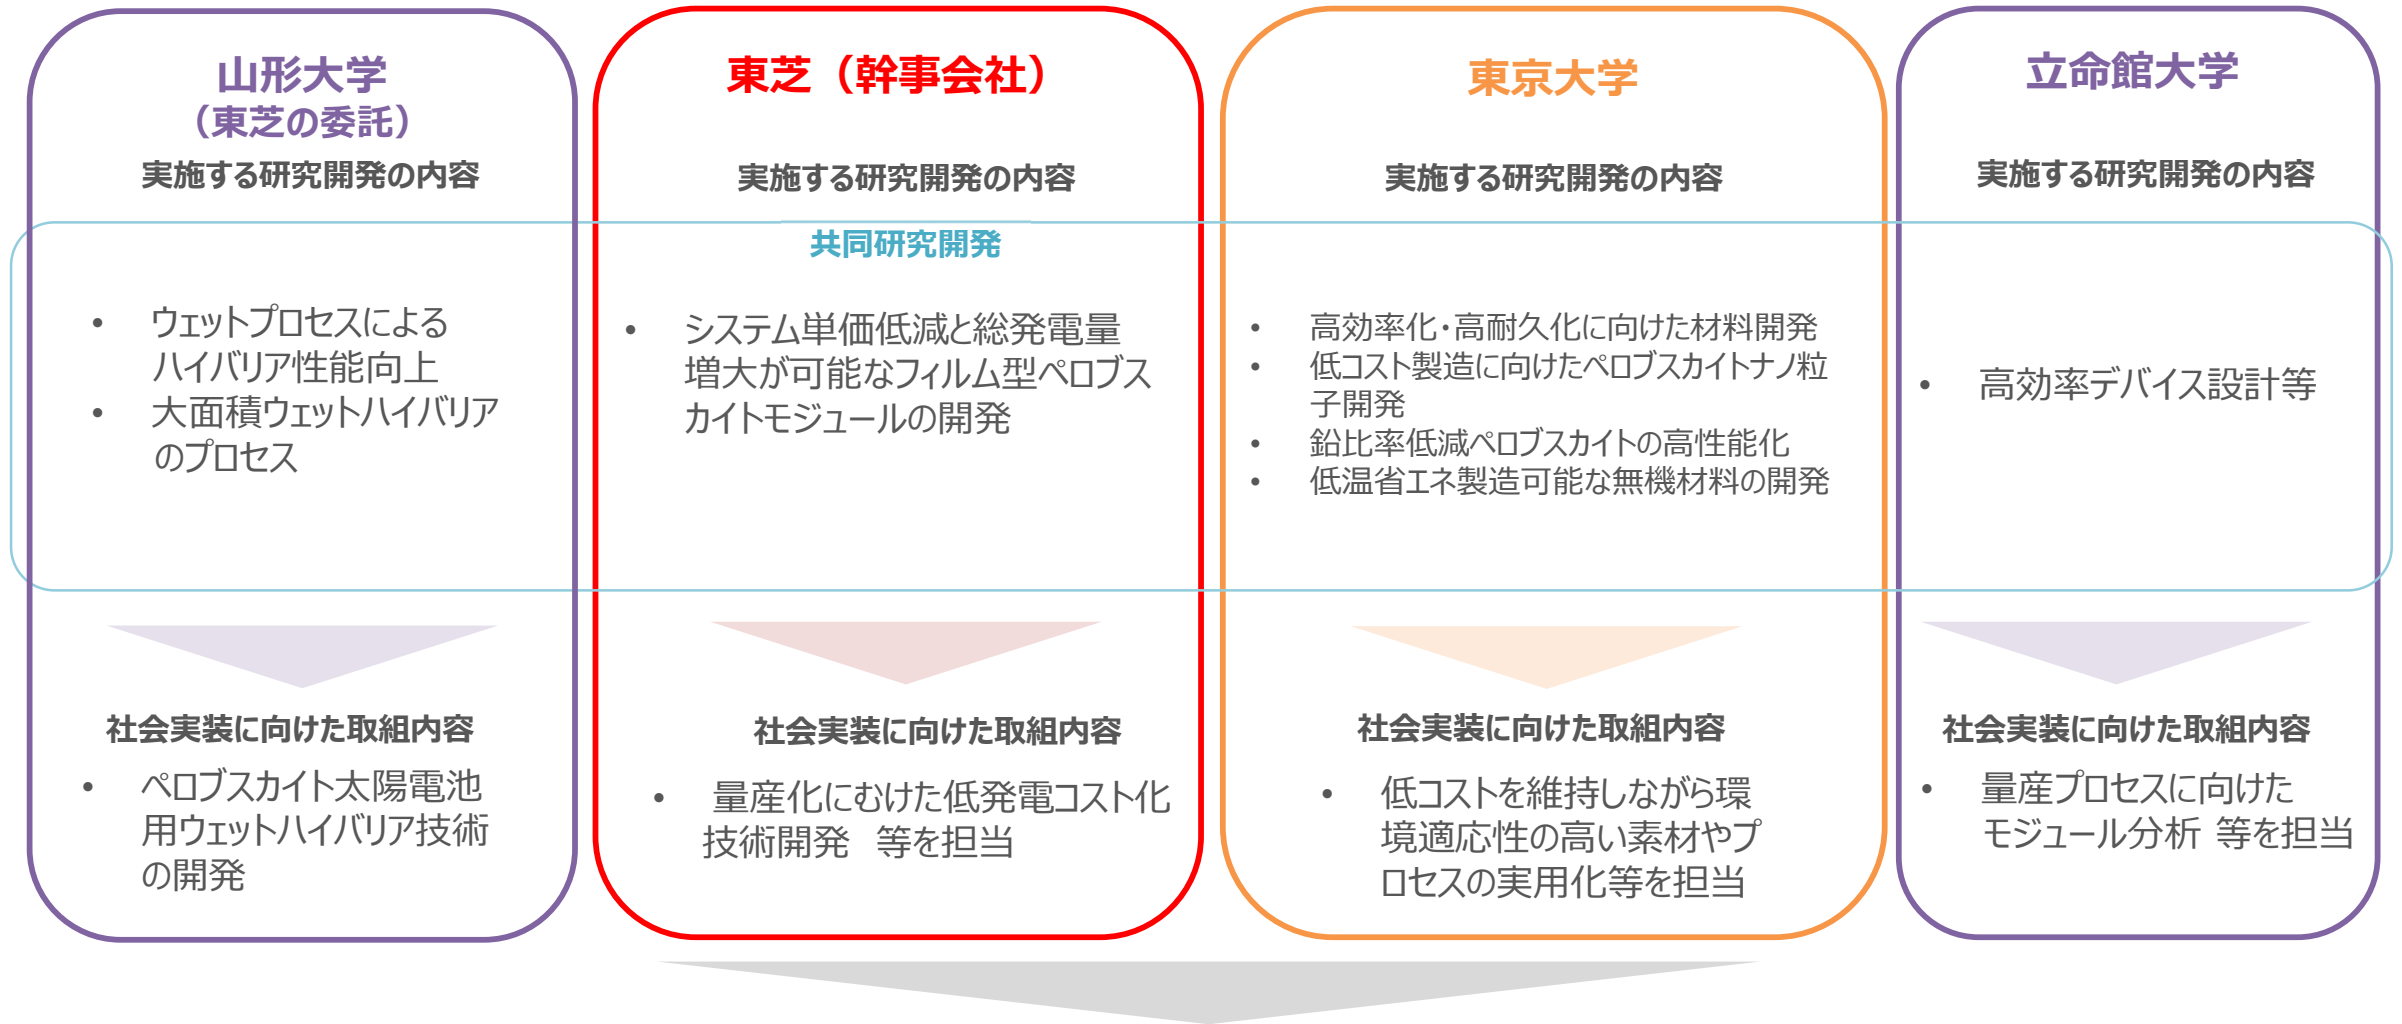 山形大学
（東芝の委託）
実施する研究開発の内容
東芝（幹事会社）
実施する研究開発の内容
東京大学
実施する研究開発の内容
立命館大学
実施する研究開発の内容
共同研究開発
• ウェットプロセスによる
ハイバリア性能向上
• 大面積ウェットハイバリア
のプロセス
• システム単価低減と総発電量
増大が可能なフィルム型ペロブス
カイトモジュールの開発
• 高効率化・高耐久化に向けた材料開発
• 低コスト製造に向けたペロブスカイトナノ粒
子開発
• 鉛比率低減ペロブスカイトの高性能化
• 低温省エネ製造可能な無機材料の開発
• 高効率デバイス設計等
社会実装に向けた取組内容
• ペロブスカイト太陽電池
用ウェットハイバリア技術
の開発
社会実装に向けた取組内容
• 量産化にむけた低発電コスト化
技術開発 等を担当
社会実装に向けた取組内容
• 低コストを維持しながら環
境適応性の高い素材やプ
ロセスの実用化等を担当
社会実装に向けた取組内容
• 量産プロセスに向けた
モジュール分析 等を担当